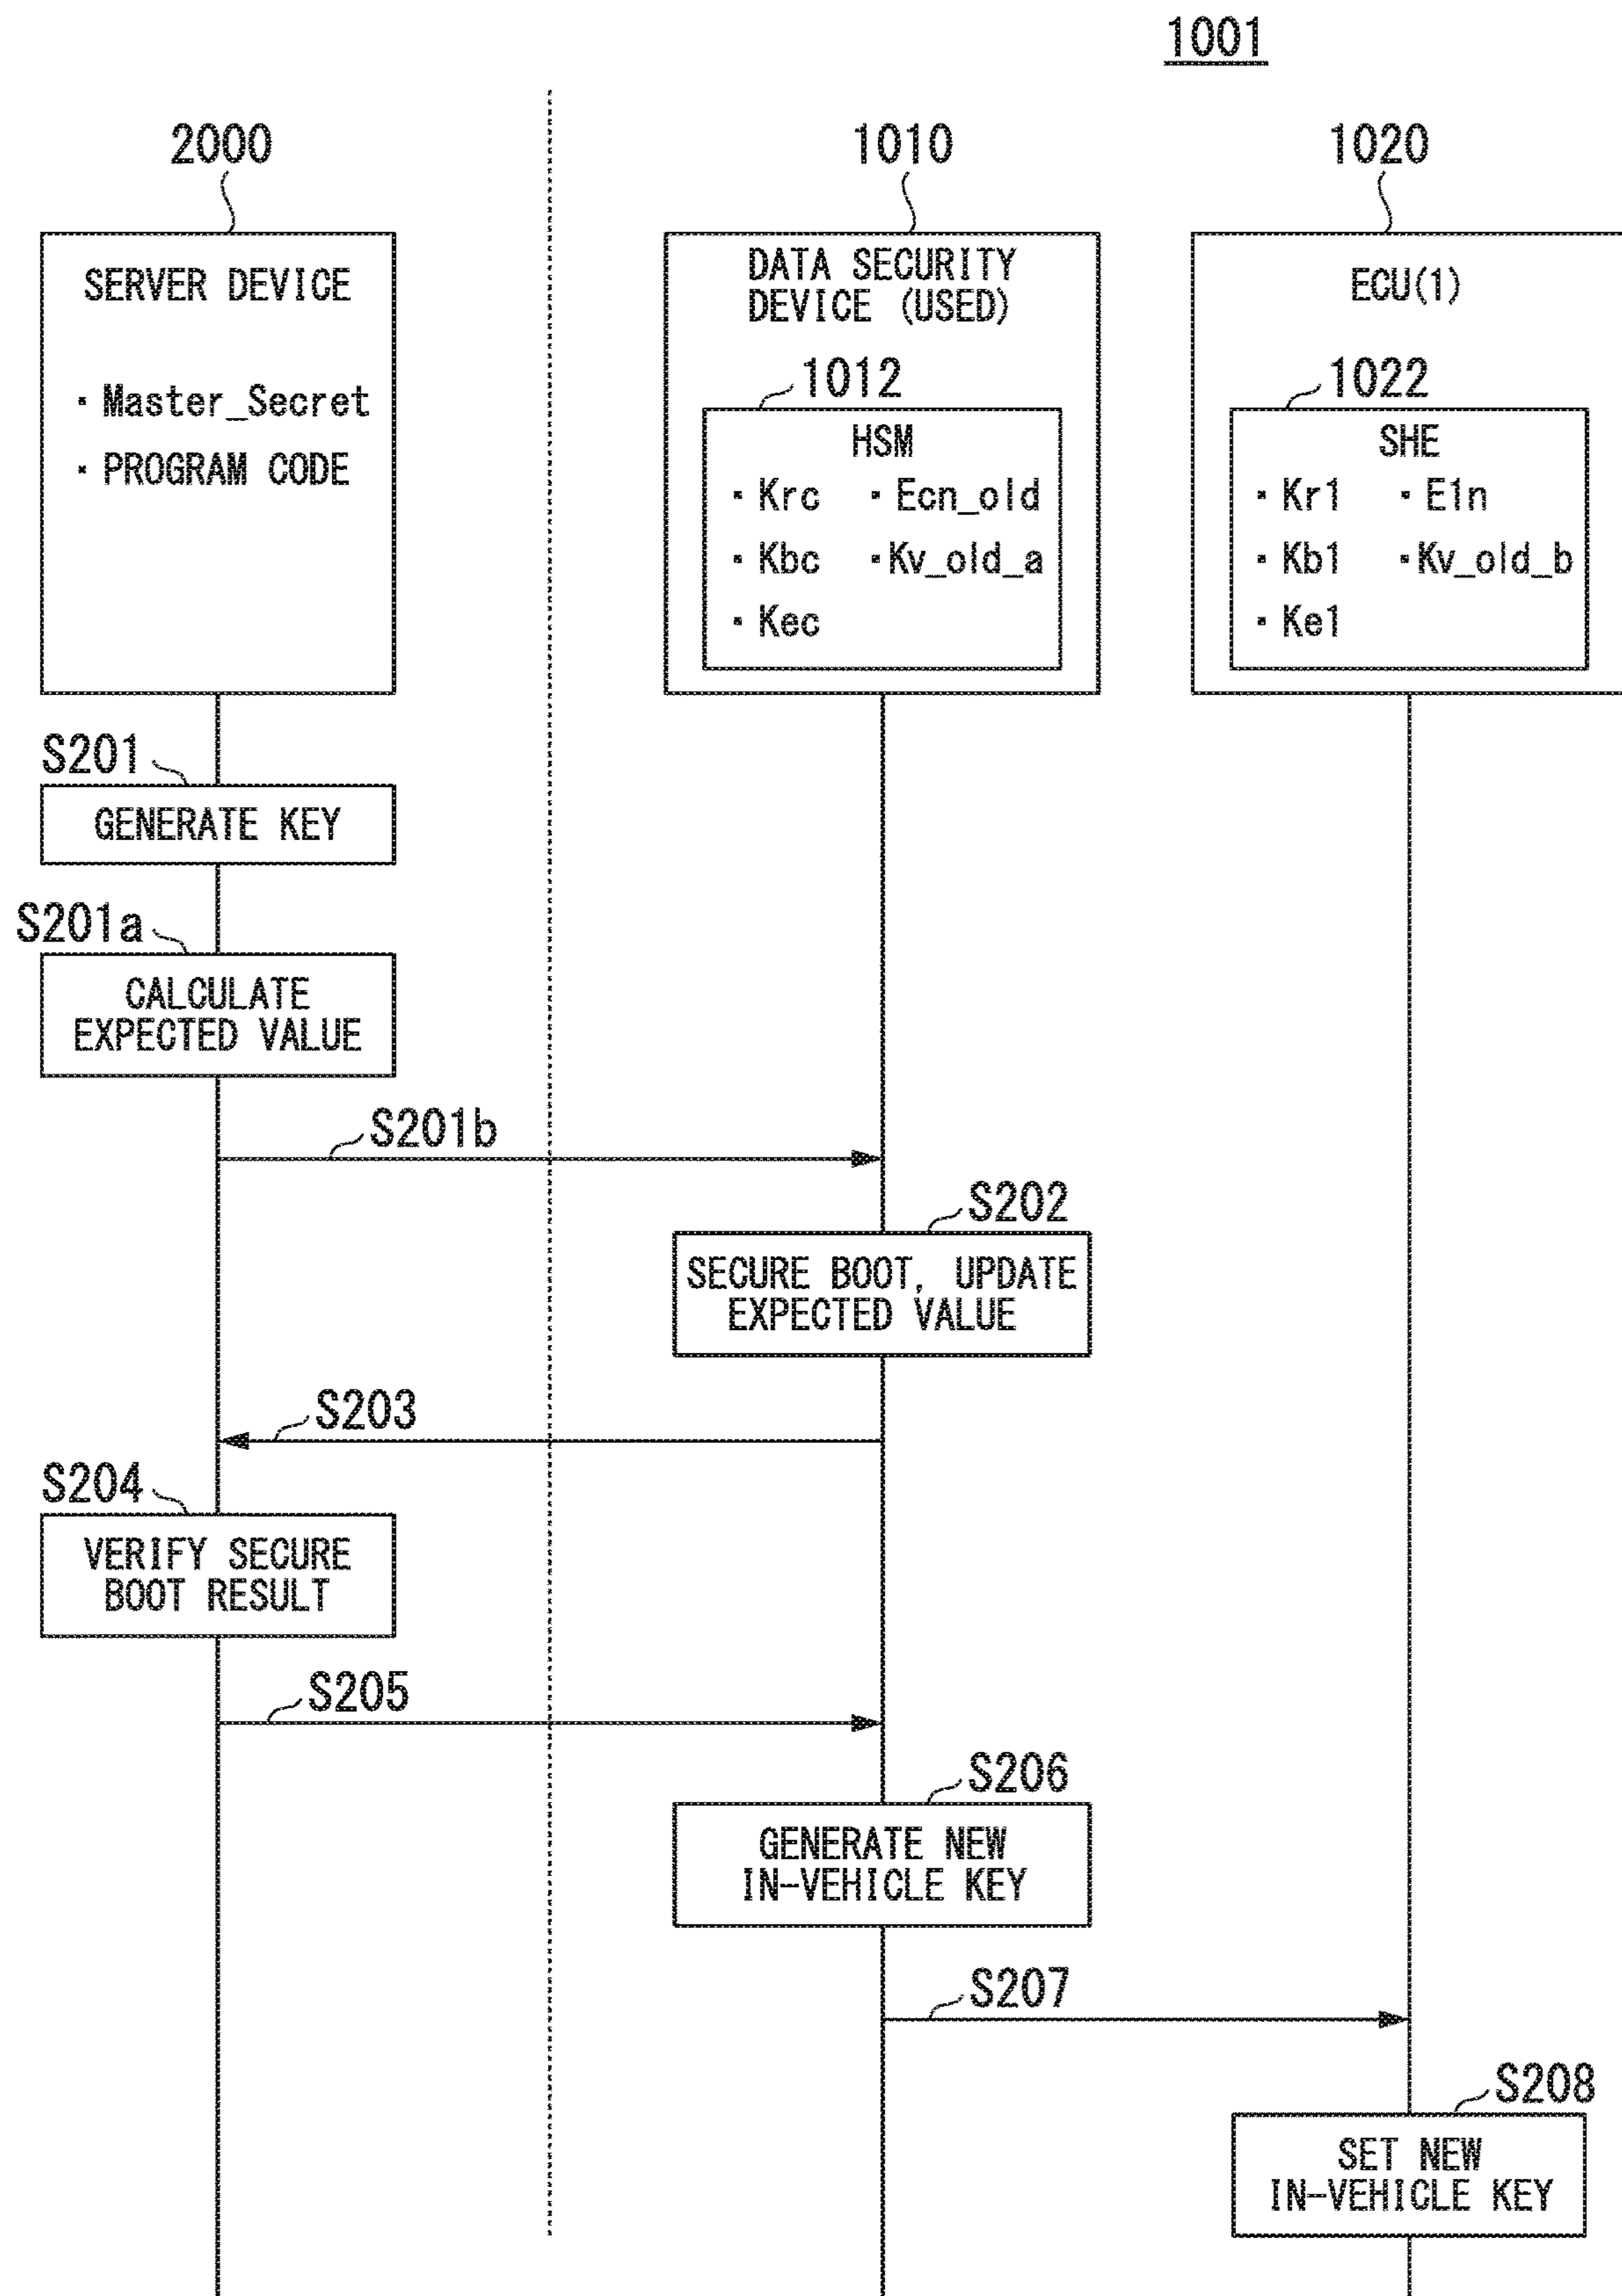 1001
2000
1010
1020
SERVER DEVICE
・Master_Secret
・PROGRAM CODE
DATA SECURITY
DEVICE (USED)
1012
HSM
・Krc ・Ecn_old
・Kbc ・Kv_old_a
・Kec
ECU(1)
1022
SHE
・Kr1 ・E1n
・Kb1 ・Kv_old_b
・Ke1
S201
GENERATE KEY
S201a
CALCULATE
EXPECTED VALUE
S201b
S202
SECURE BOOT, UPDATE
EXPECTED VALUE
S203
S204
VERIFY SECURE
BOOT RESULT
S205
S206
GENERATE NEW
IN-VEHICLE KEY
S207
S208
SET NEW
IN-VEHICLE KEY